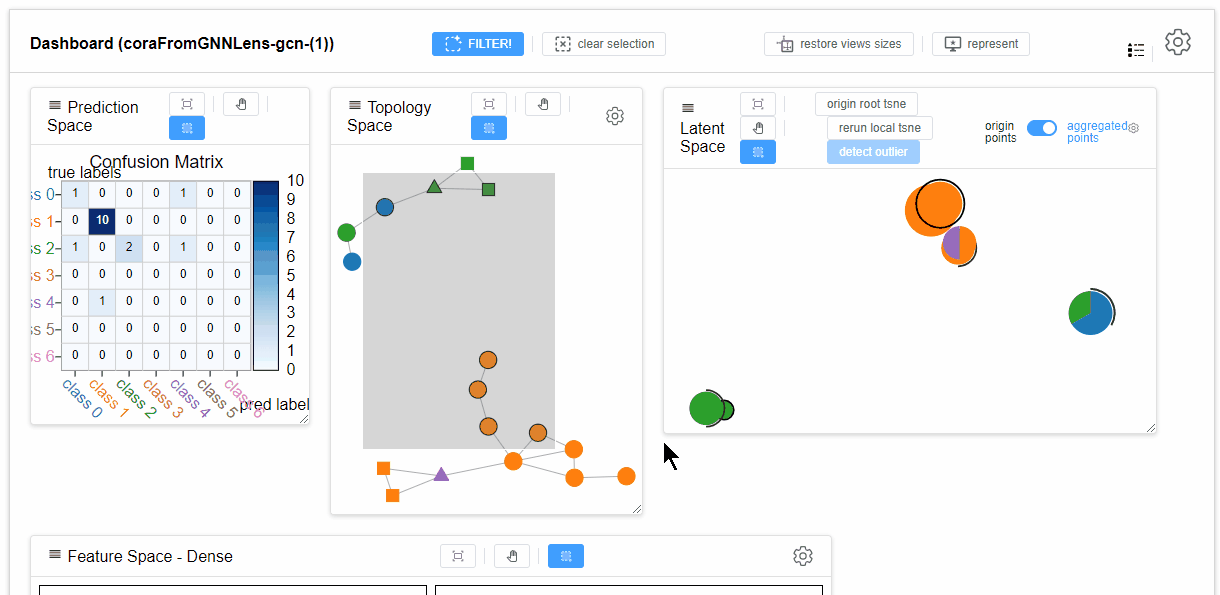 Dashboard (coraFromGNNLens-gcn-(1))
FILTER!
clear selection
restore views sizes
represent
Prediction
Space
Confusion Matrix
true labels
ss 0
1 0 0 0 1 0 0
ss 1
0 10 0 0 0 0 0
ss 2
1 0 2 0 1 0 0
ss 3
0 0 0 0 0 0 0
ss 4
0 1 0 0 0 0 0
ss 5
0 0 0 0 0 0 0
ss 6
0 0 0 0 0 0 0
class 0
class 1
class 2
class 3
class 4
class 5
class 6
pred label
10
9
8
7
6
5
4
3
2
1
0
Topology
Space
Latent
Space
origin root tsne
rerun local tsne
detect outlier
origin
points
aggregated
points
Feature Space - Dense